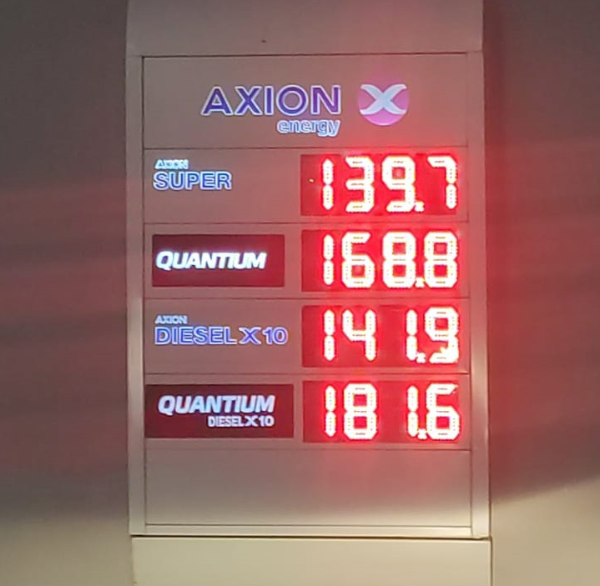 AXION
energy
AXION
SUPER 139.7
QUANTIUM 168.8
AXION
DIESEL X10 141.9
QUANTIUM 181.6
DIESEL X10